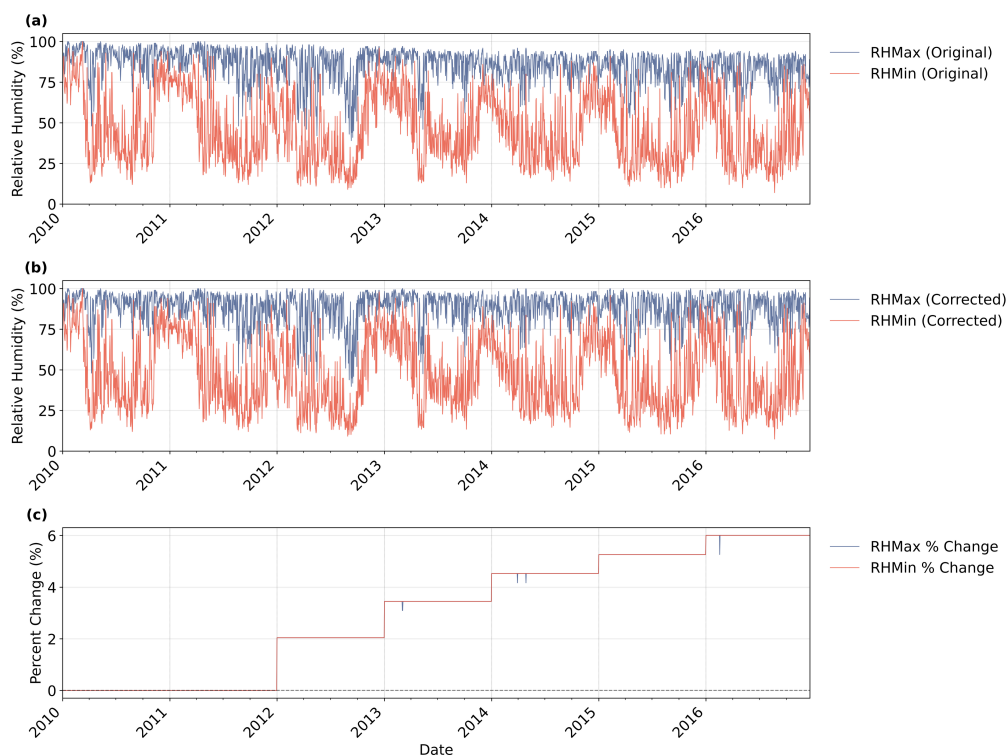 (a)
Relative Humidity (%)
100
75
50
25
0
2010
2011
2012
2013
2014
2015
2016
RHMax (Original)
RHMin (Original)
(b)
Relative Humidity (%)
100
75
50
25
0
2010
2011
2012
2013
2014
2015
2016
RHMax (Corrected)
RHMin (Corrected)
(c)
Percent Change (%)
6
4
2
0
2010
2011
2012
2013
2014
2015
2016
Date
RHMax % Change
RHMin % Change